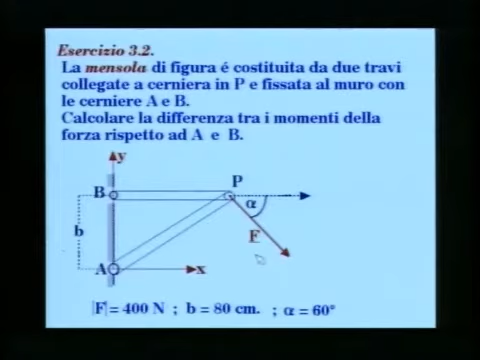 Esercizio 3.2.
La mensola di figura é costituita da due travi
collegate a cerniera in P e fissata al muro con
le cerniere A e B.
Calcolare la differenza tra i momenti della
forza rispetto ad A e B.
y
P
B
α
b
F
A
x
|F|= 400 N ; b = 80 cm. ; α = 60°